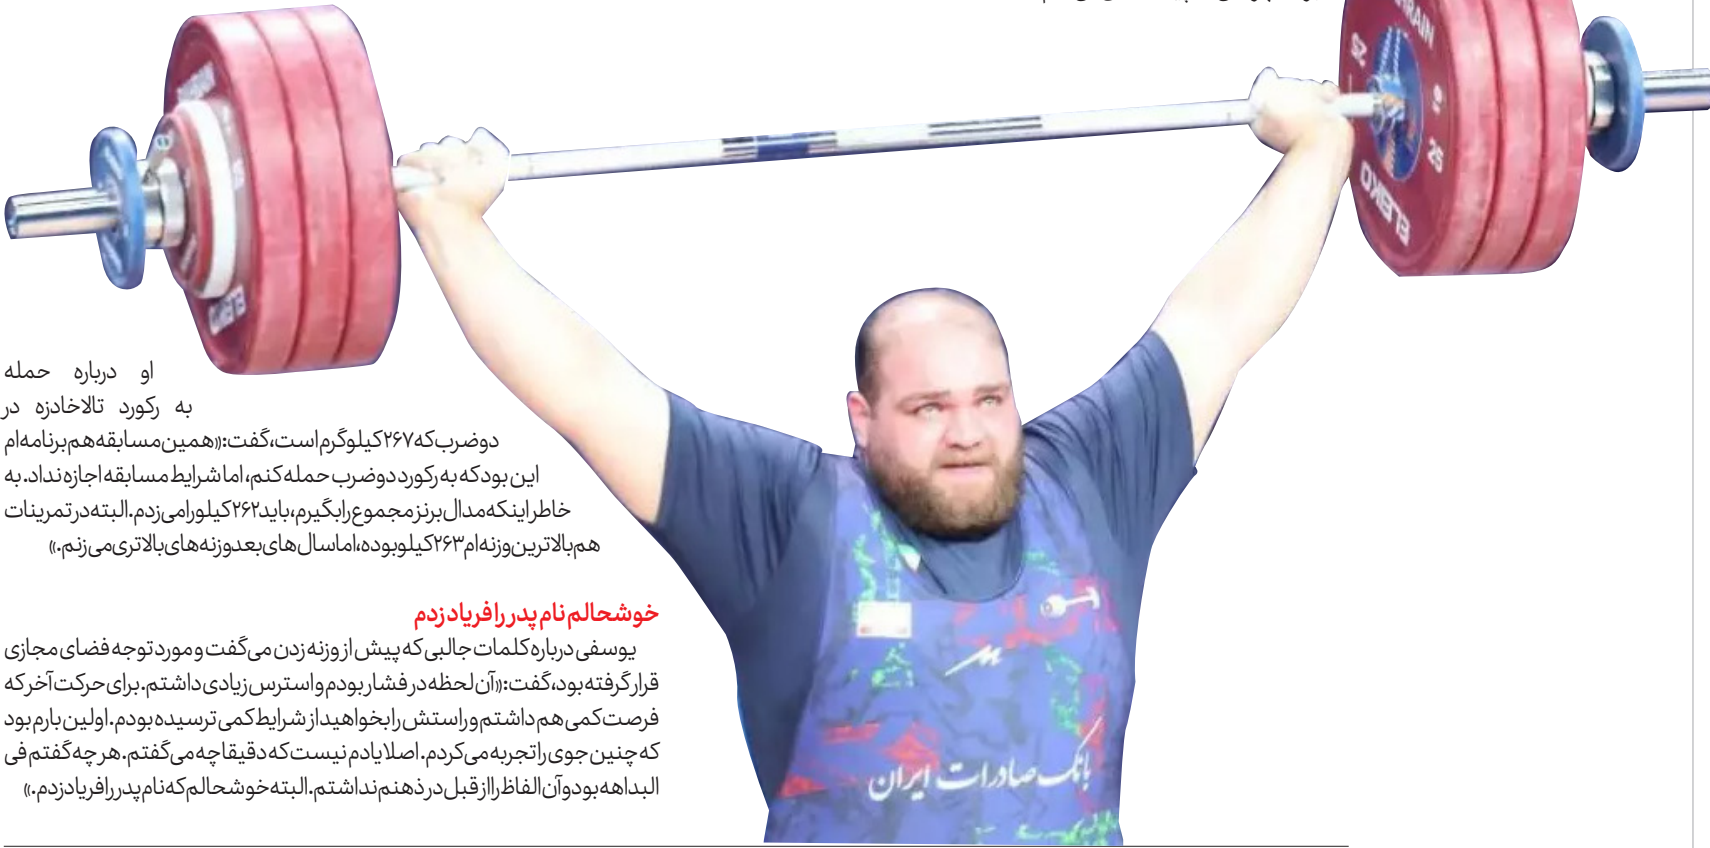 BAHRAIN
25
25
ELEIKO
او درباره حمله
به رکورد تالاخادزه در
دوضرب که ۲۶۷ کیلوگرم است، گفت: «همین مسابقه هم برنامه‌ام
این بود که به رکورد دوضرب حمله کنم، اما شرایط مسابقه اجازه نداد. به
خاطر اینکه مدال برنز مجموع را بگیرم، باید ۲۶۲ کیلو را می‌زدم. البته در تمرینات
هم بالاترین وزنه‌ام ۲۶۳ کیلو بوده، اما سال‌های بعد وزنه‌های بالاتری می‌زنم.»
خوشحالم نام پدر را فریاد زدم
یوسفی درباره کلمات جالبی که پیش از وزنه زدن می‌گفت و مورد توجه فضای مجازی
قرار گرفته بود، گفت: «آن لحظه در فشار بودم و استرس زیادی داشتم. برای حرکت آخر که
فرصت کمی هم داشتم و راستش را بخواهید از شرایط کمی ترسیده بودم. اولین بارم بود
که چنین جوی را تجربه می‌کردم. اصلا یادم نیست که دقیقا چه می‌گفتم. هر چه گفتم فی
البداهه بود و آن الفاظ را از قبل در ذهنم نداشتم. البته خوشحالم که نام پدر را فریاد زدم.»
بانک صادرات ایران